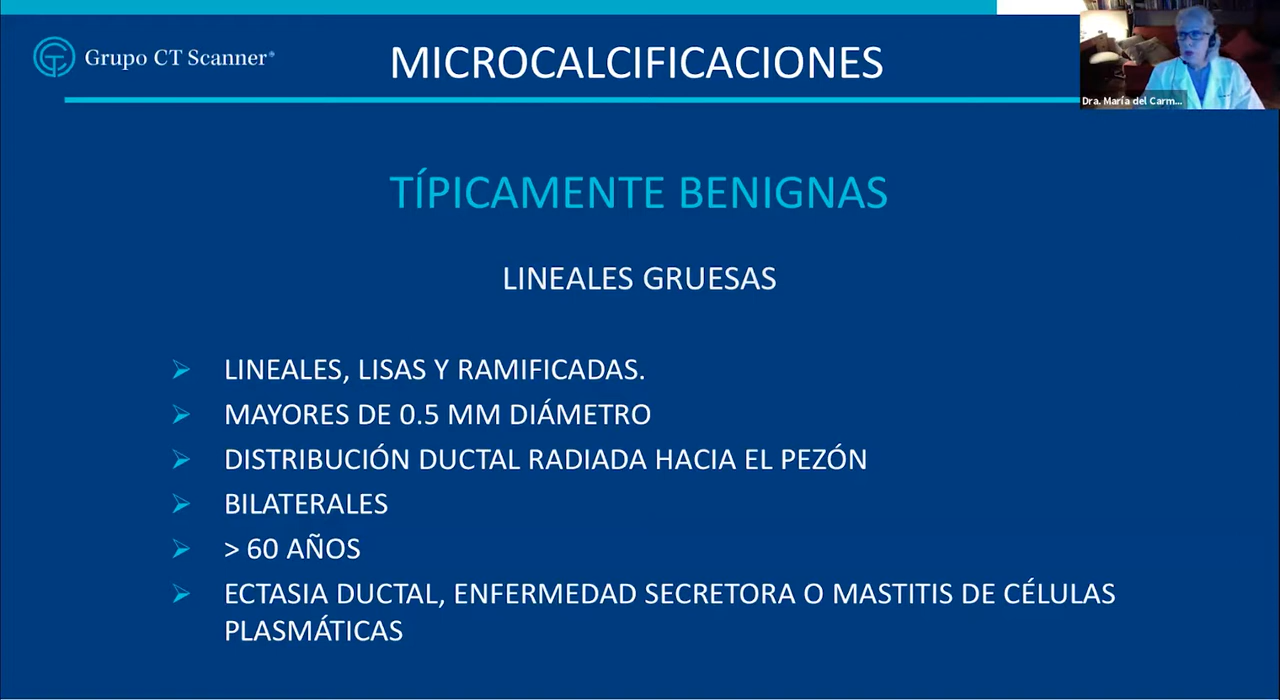 Grupo CT Scanner®
MICROCALCIFICACIONES
Dra. María del Carm...
TÍPICAMENTE BENIGNAS
LINEALES GRUESAS
LINEALES, LISAS Y RAMIFICADAS.
MAYORES DE 0.5 MM DIÁMETRO
DISTRIBUCIÓN DUCTAL RADIADA HACIA EL PEZÓN
BILATERALES
> 60 AÑOS
ECTASIA DUCTAL, ENFERMEDAD SECRETORA O MASTITIS DE CÉLULAS
PLASMÁTICAS